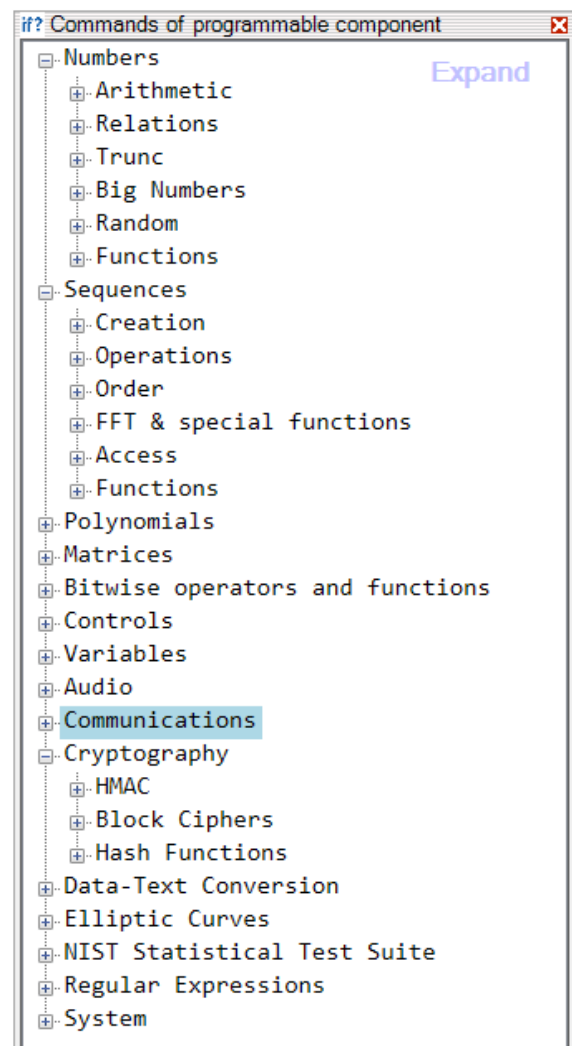 if? Commands of programmable component
Numbers
Expand
Arithmetic
Relations
Trunc
Big Numbers
Random
Functions
Sequences
Creation
Operations
Order
FFT & special functions
Access
Functions
Polynomials
Matrices
Bitwise operators and functions
Controls
Variables
Audio
Communications
Cryptography
HMAC
Block Ciphers
Hash Functions
Data-Text Conversion
Elliptic Curves
NIST Statistical Test Suite
Regular Expressions
System